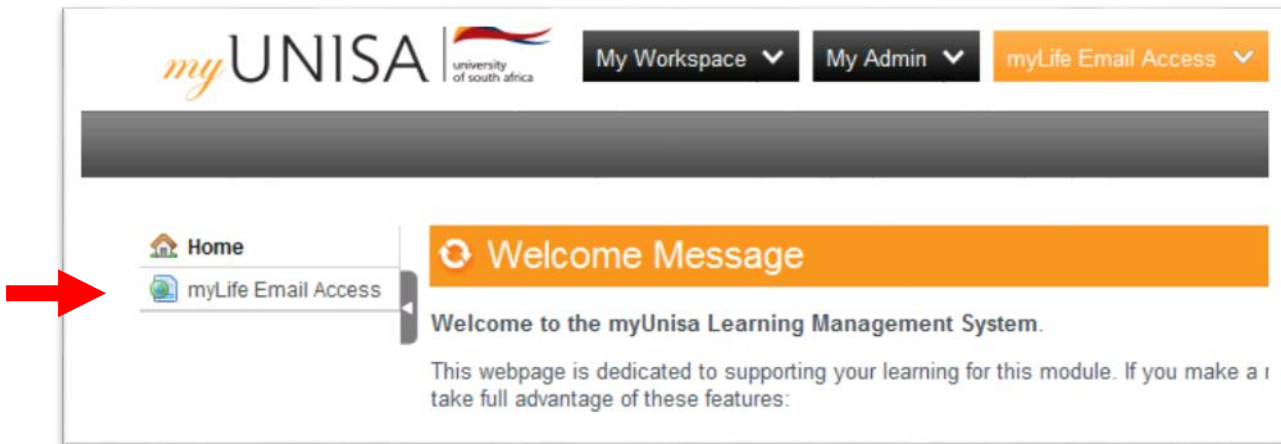 myUNISA university of south africa My Workspace My Admin myLife Email Access
Home
Welcome Message
myLife Email Access
Welcome to the myUnisa Learning Management System.
This webpage is dedicated to supporting your learning for this module. If you make a
take full advantage of these features: